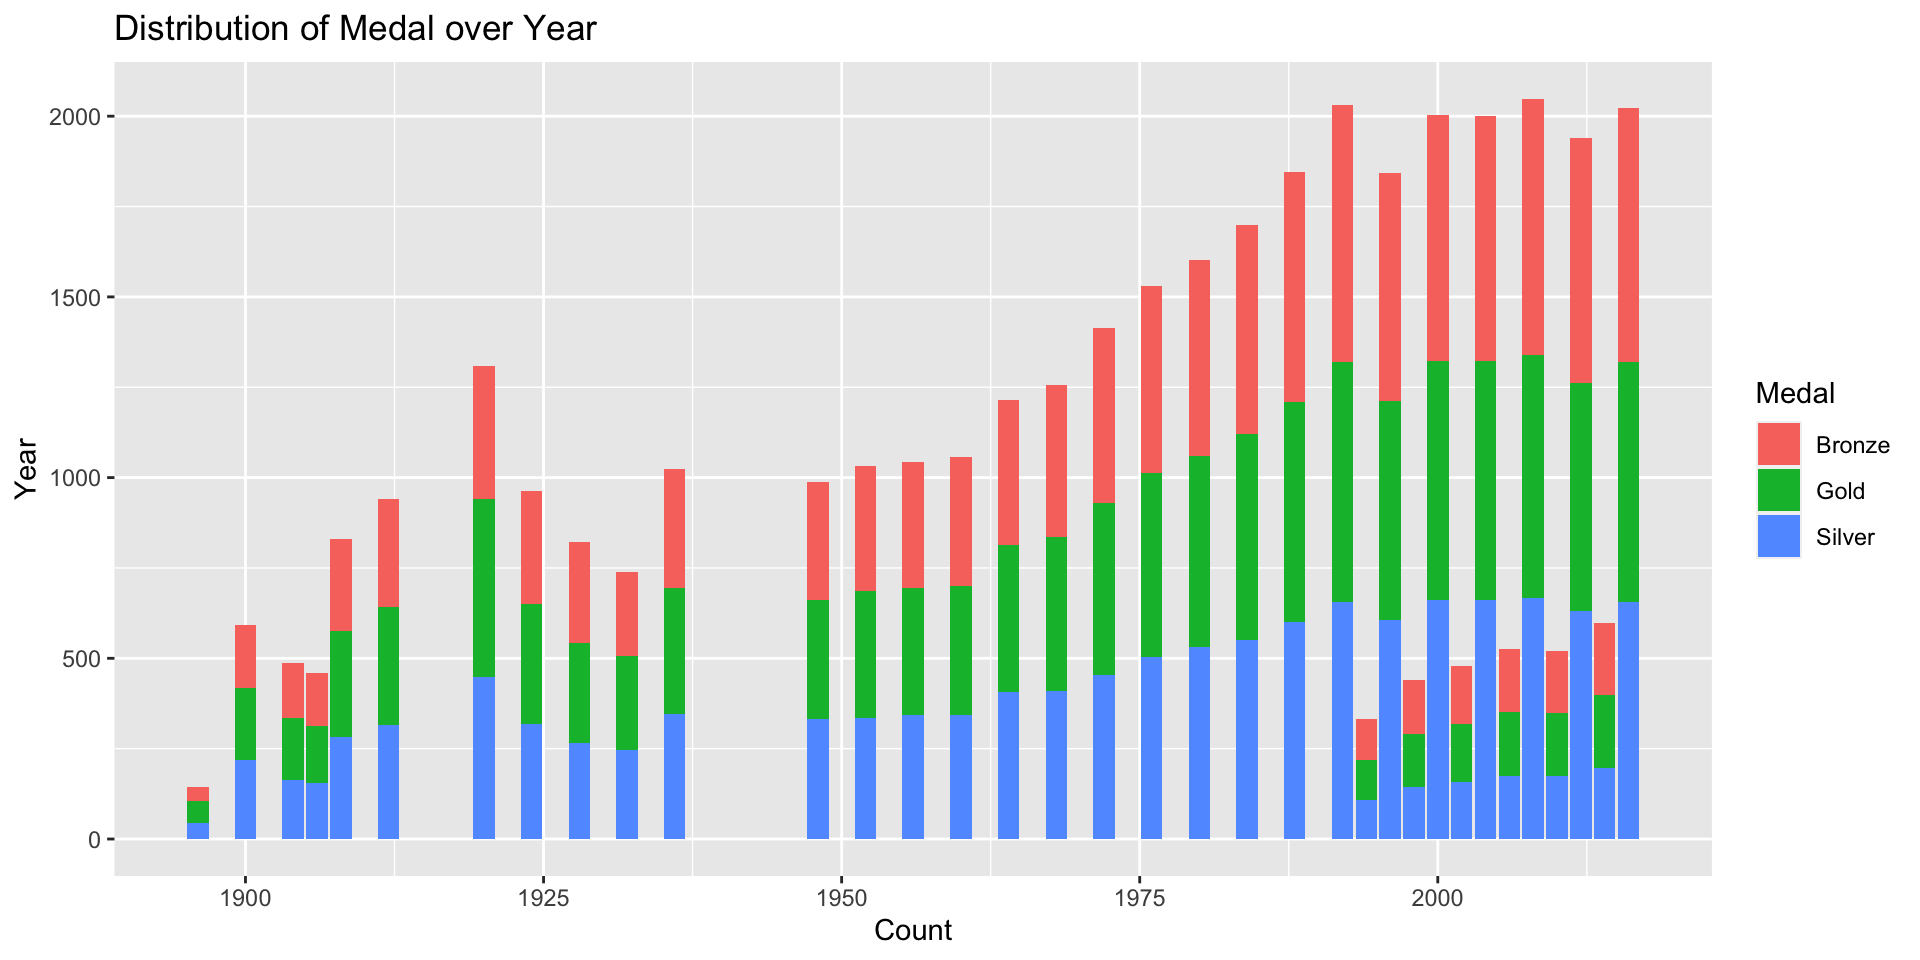 Distribution of Medal over Year
Year
2000
1500
1000
500
0
1900 1925 1950 1975 2000
Count
Medal
Bronze
Gold
Silver